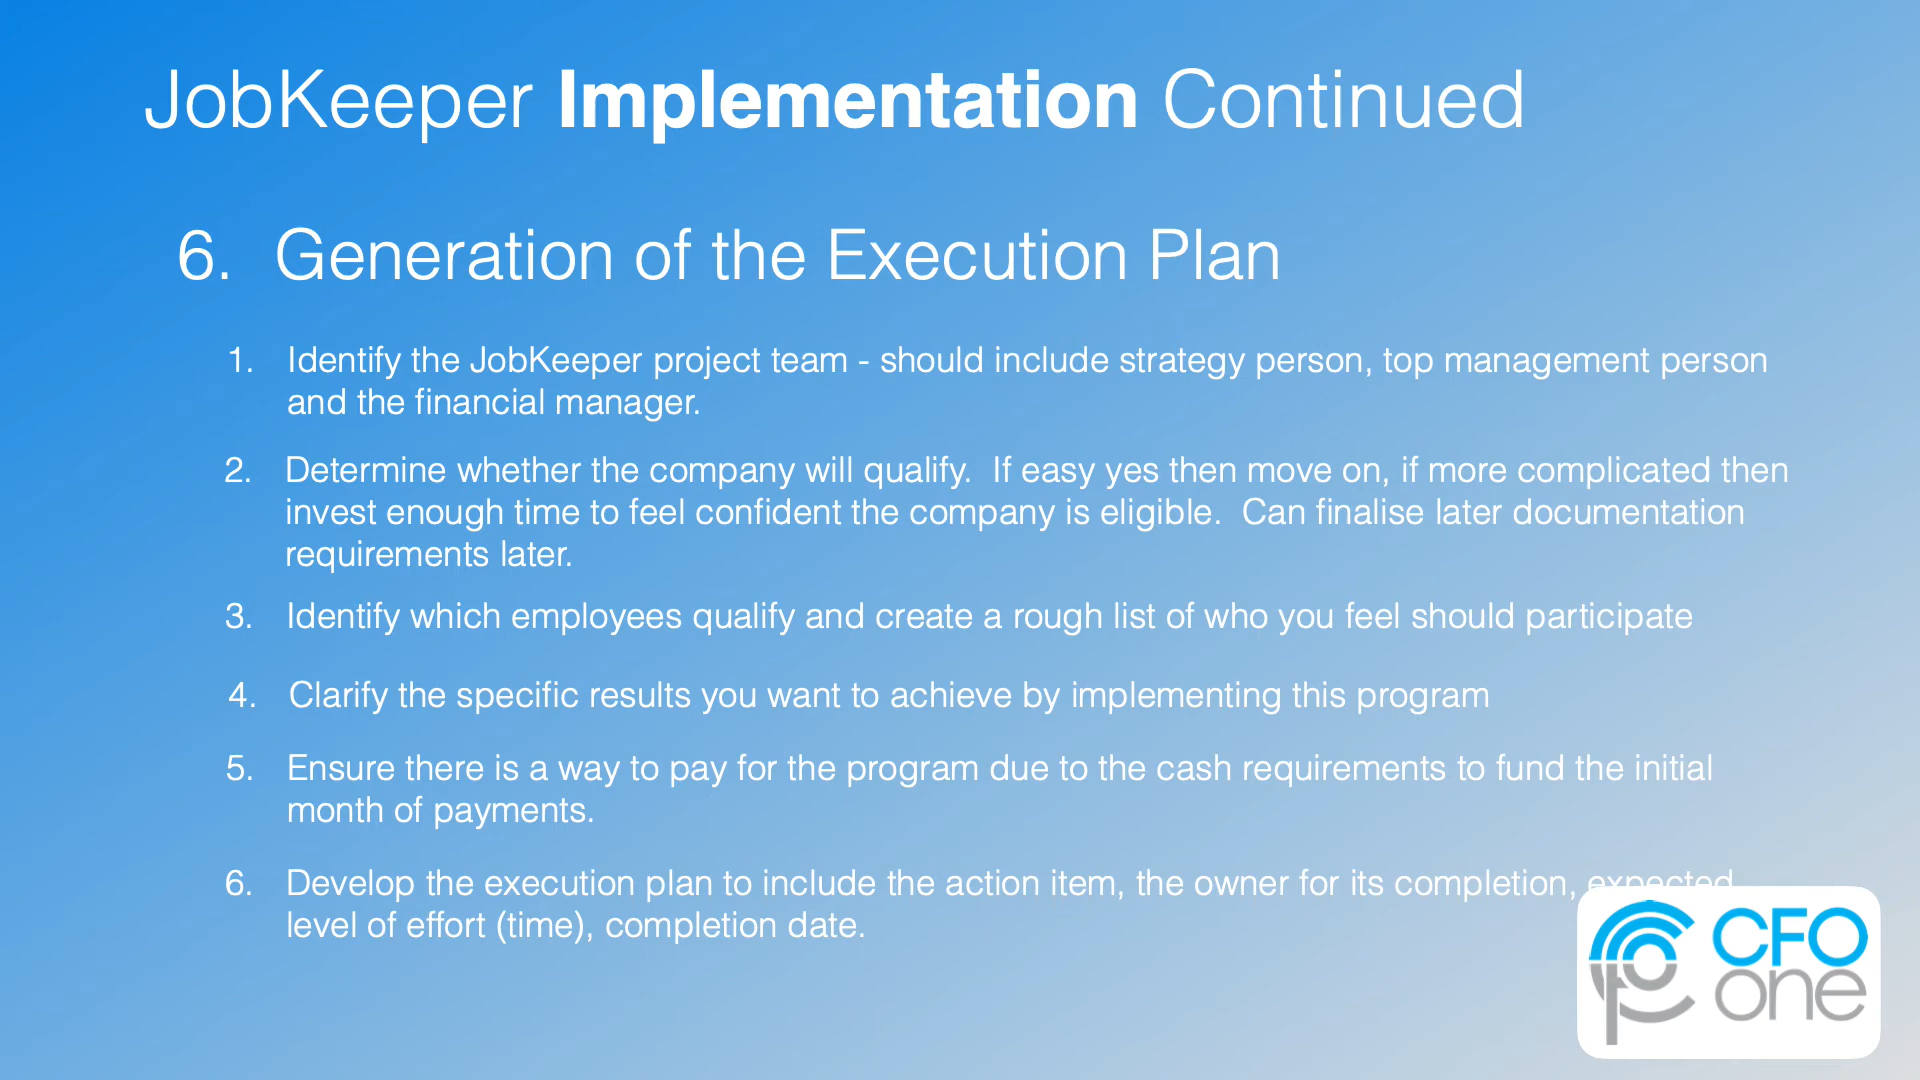 JobKeeper Implementation Continued
6. Generation of the Execution Plan
1. Identify the JobKeeper project team - should include strategy person, top management person
and the financial manager.
2. Determine whether the company will qualify. If easy yes then move on, if more complicated then
invest enough time to feel confident the company is eligible. Can finalise later documentation
requirements later.
3. Identify which employees qualify and create a rough list of who you feel should participate
4. Clarify the specific results you want to achieve by implementing this program
5. Ensure there is a way to pay for the program due to the cash requirements to fund the initial
month of payments.
6. Develop the execution plan to include the action item, the owner for its completion, expected
level of effort (time), completion date.
CFO
one